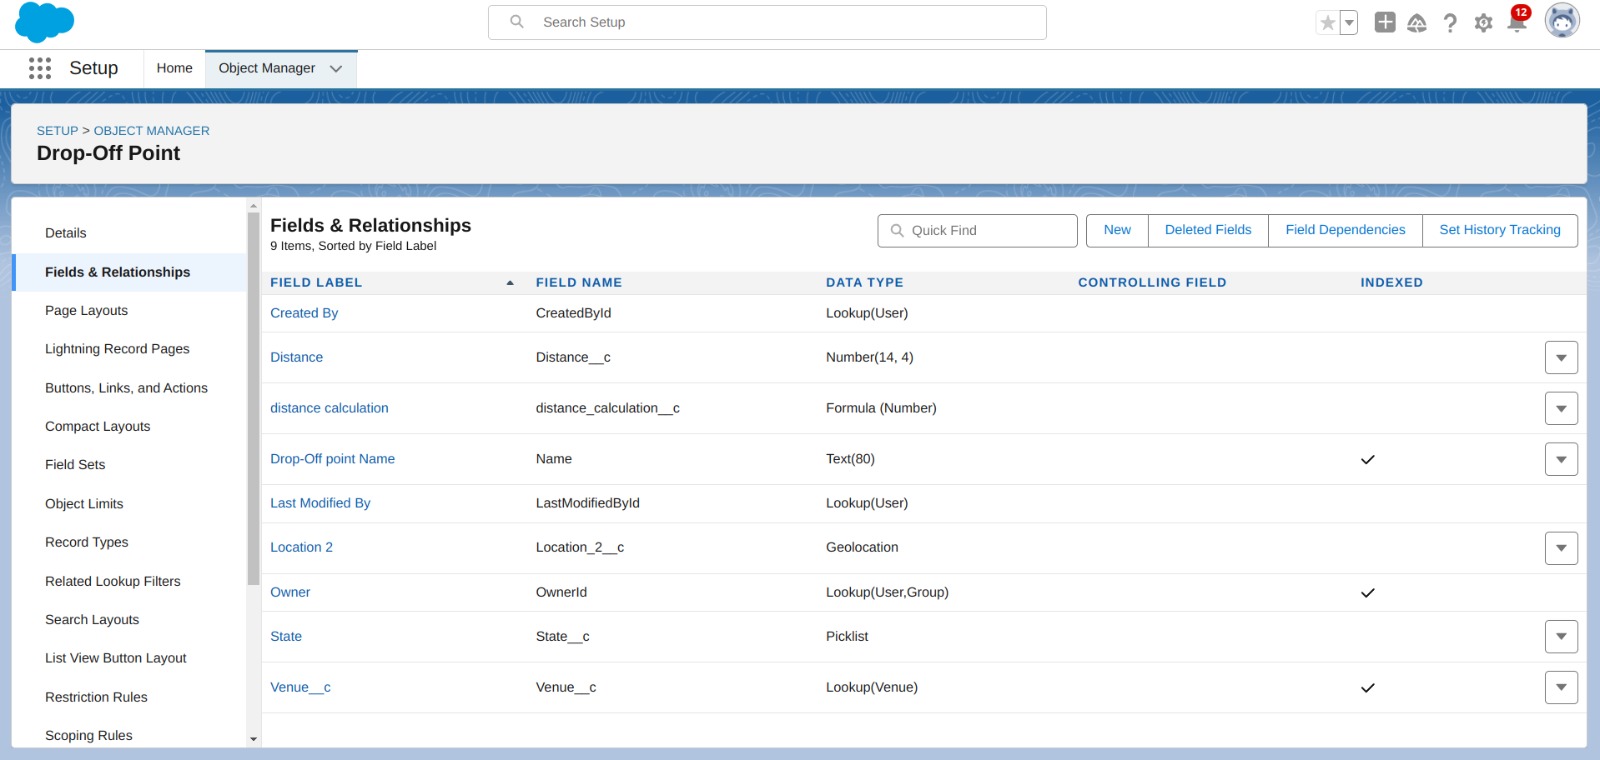 Search Setup
12
Setup
Home
Object Manager
SETUP > OBJECT MANAGER
Drop-Off Point
Details
Fields & Relationships
Page Layouts
Lightning Record Pages
Buttons, Links, and Actions
Compact Layouts
Field Sets
Object Limits
Record Types
Related Lookup Filters
Search Layouts
List View Button Layout
Restriction Rules
Scoping Rules
Fields & Relationships
9 Items, Sorted by Field Label
Quick Find
New
Deleted Fields
Field Dependencies
Set History Tracking
FIELD LABEL FIELD NAME DATA TYPE CONTROLLING FIELD INDEXED
Created By CreatedById Lookup(User)
Distance Distance__c Number(14, 4)
distance calculation distance_calculation__c Formula (Number)
Drop-Off point Name Name Text(80)
Last Modified By LastModifiedById Lookup(User)
Location 2 Location_2__c Geolocation
Owner OwnerId Lookup(User,Group)
State State__c Picklist
Venue__c Venue__c Lookup(Venue)